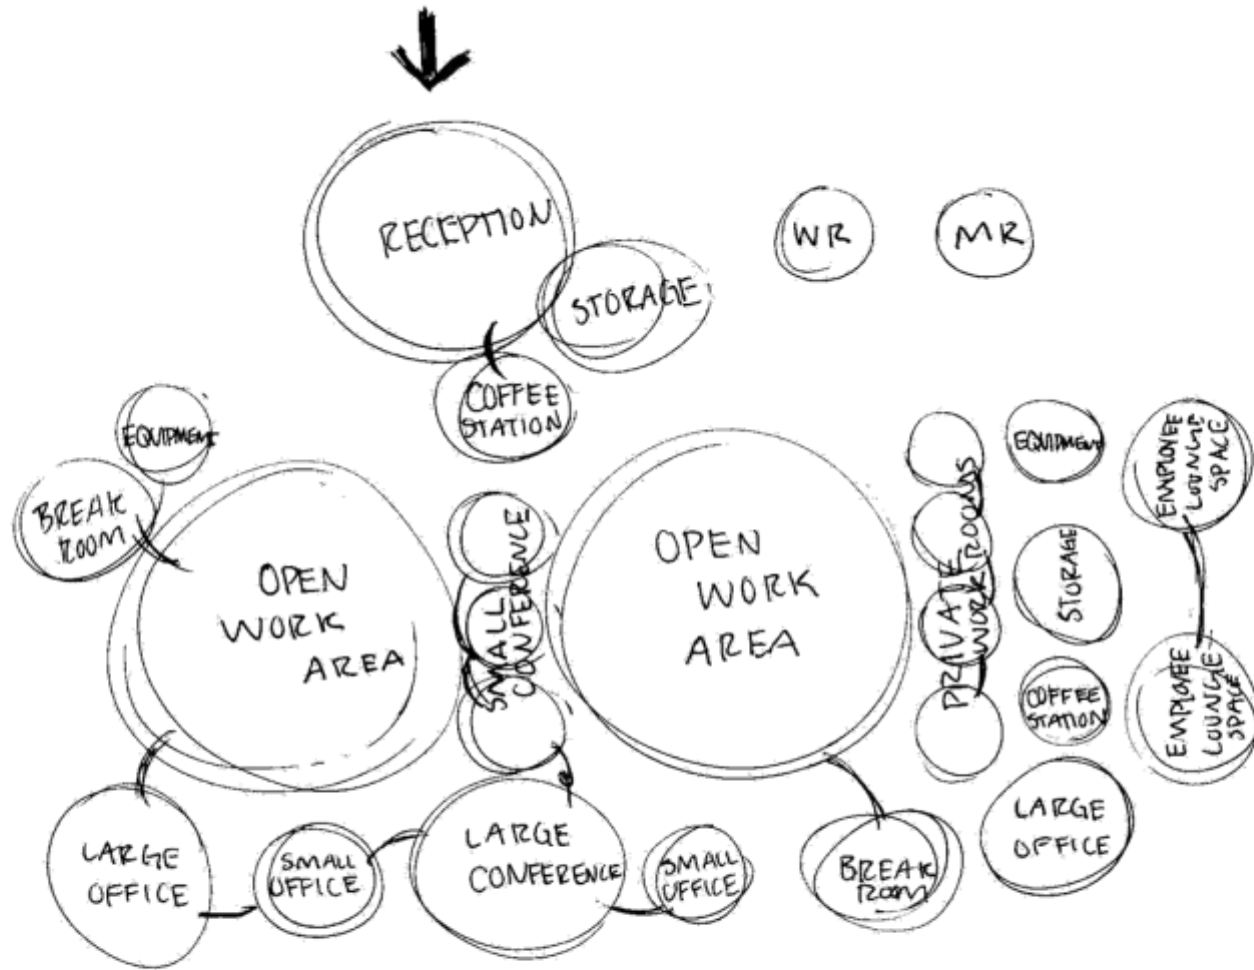 RECEPTION
WR
MR
STORAGE
COFFEE
STATION
EQUIPMENT
BREAK
ROOM
OPEN
WORK
AREA
SMALL
CONFERENCE
OPEN
WORK
AREA
PRIVATE
WORK ROOMS
EQUIPMENT
STORAGE
COFFEE
STATION
EMPLOYEE
LOUNGE
SPACE
EMPLOYEE
LOUNGE
SPACE
LARGE
OFFICE
SMALL
OFFICE
LARGE
CONFERENCE
SMALL
OFFICE
BREAK
ROOM
LARGE
OFFICE